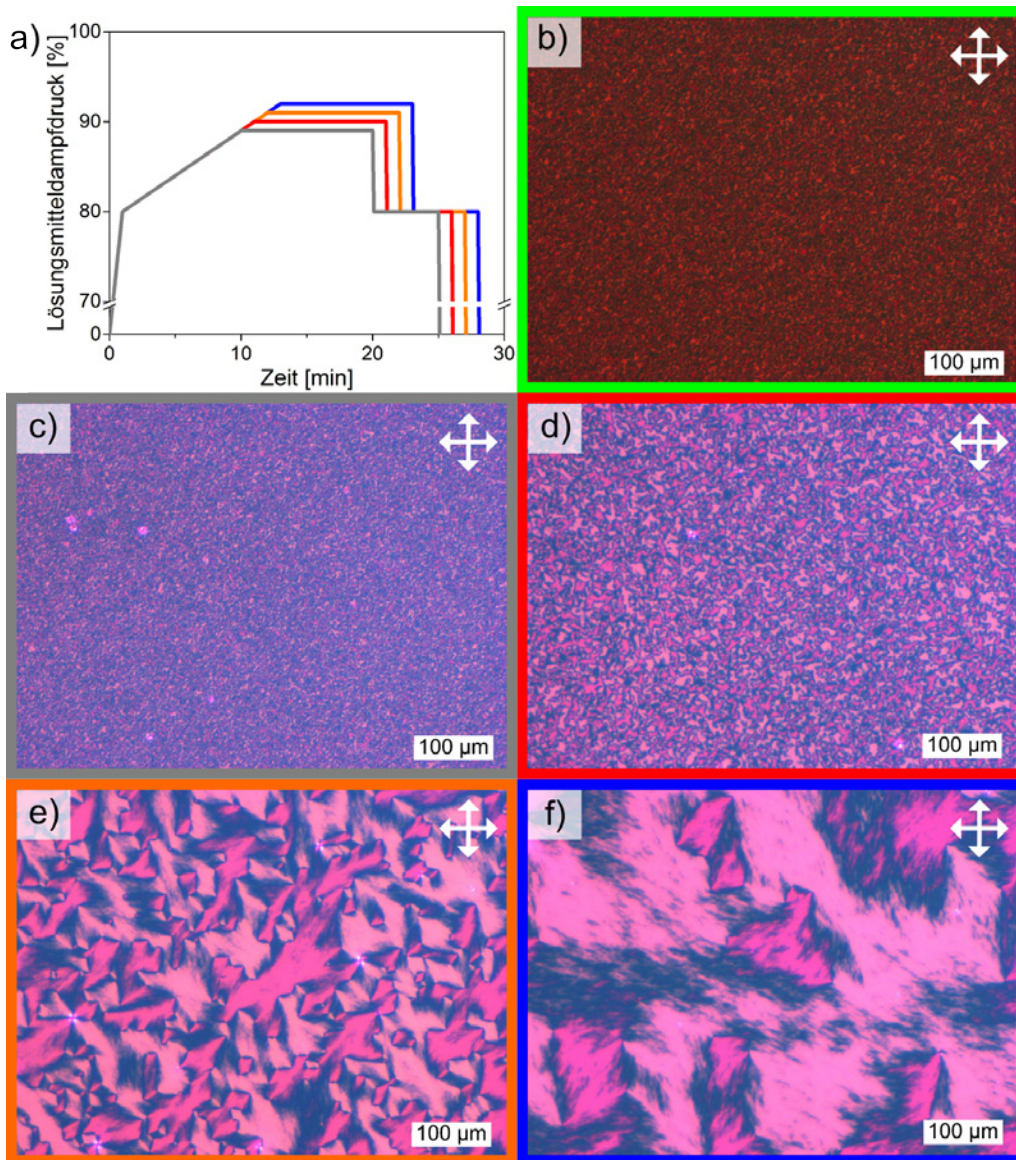 a)
Lösungsmitteldampfdruck [%]
100
90
80
70
0
0
10
20
30
Zeit [min]
b)
100 µm
c)
100 µm
d)
100 µm
e)
100 µm
f)
100 µm